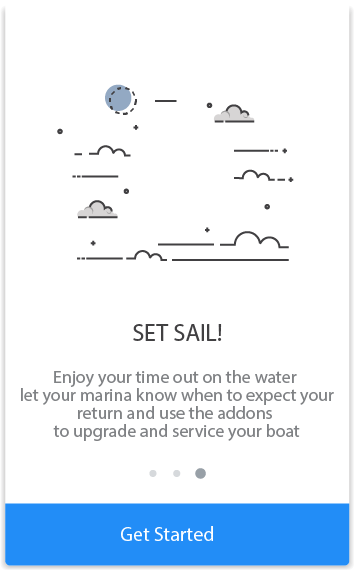 SET SAIL!
Enjoy your time out on the water
let your marina know when to expect your
return and use the addons
to upgrade and service your boat
Get Started